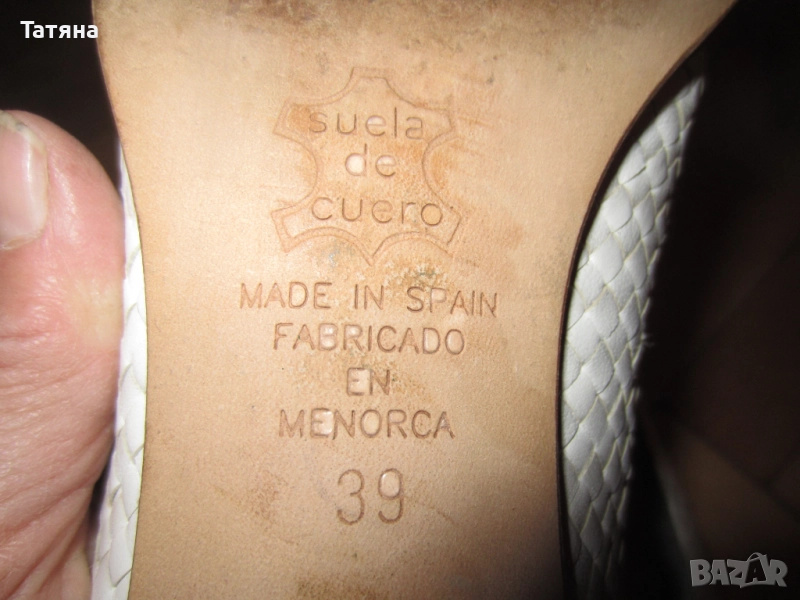 Татяна
suela
de
cuero
MADE IN SPAIN
FABRICADO
EN
MENORCA
39
BAZAR